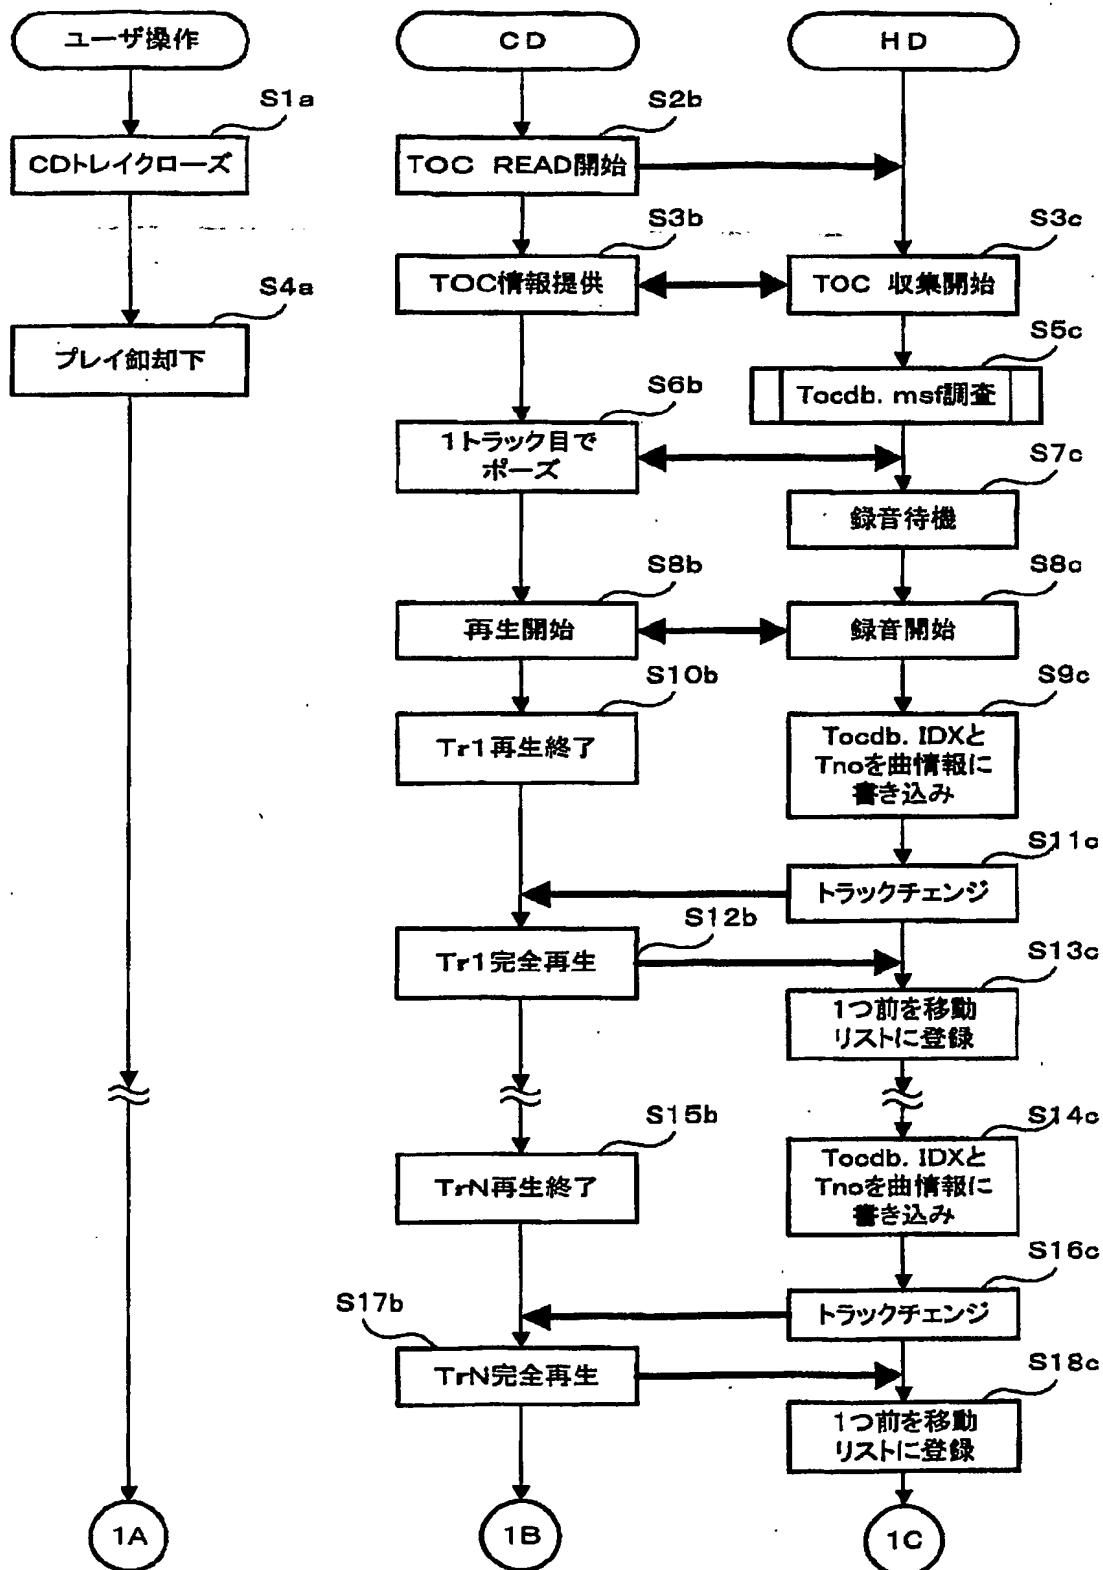 ユーザ操作
CD
HD
S1a
CDトレイクローズ
S2b
TOC READ開始
S3b
TOC情報提供
S3c
TOC 収集開始
S4a
プレイ釦却下
S5c
Tocdb. msf調査
S6b
1トラック目で
ポーズ
S7c
録音待機
S8b
再生開始
S8c
録音開始
S9c
Tocdb. IDXと
Tnoを曲情報に
書き込み
S10b
Tr1再生終了
S11c
トラックチェンジ
S12b
Tr1完全再生
S13c
1つ前を移動
リストに登録
S14c
Tocdb. IDXと
Tnoを曲情報に
書き込み
S15b
TrN再生終了
S16c
トラックチェンジ
S17b
TrN完全再生
S18c
1つ前を移動
リストに登録
1A
1B
1C